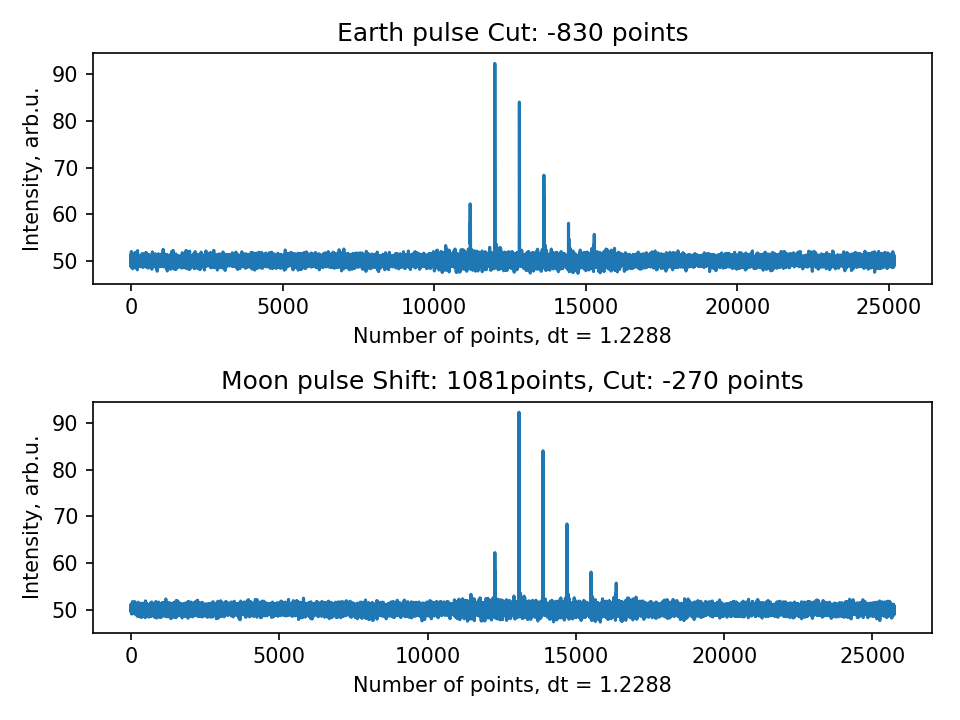 Earth pulse Cut: -830 points
Intensity, arb.u.
90
80
70
60
50
0 5000 10000 15000 20000 25000
Number of points, dt = 1.2288
Moon pulse Shift: 1081points, Cut: -270 points
Intensity, arb.u.
90
80
70
60
50
0 5000 10000 15000 20000 25000
Number of points, dt = 1.2288